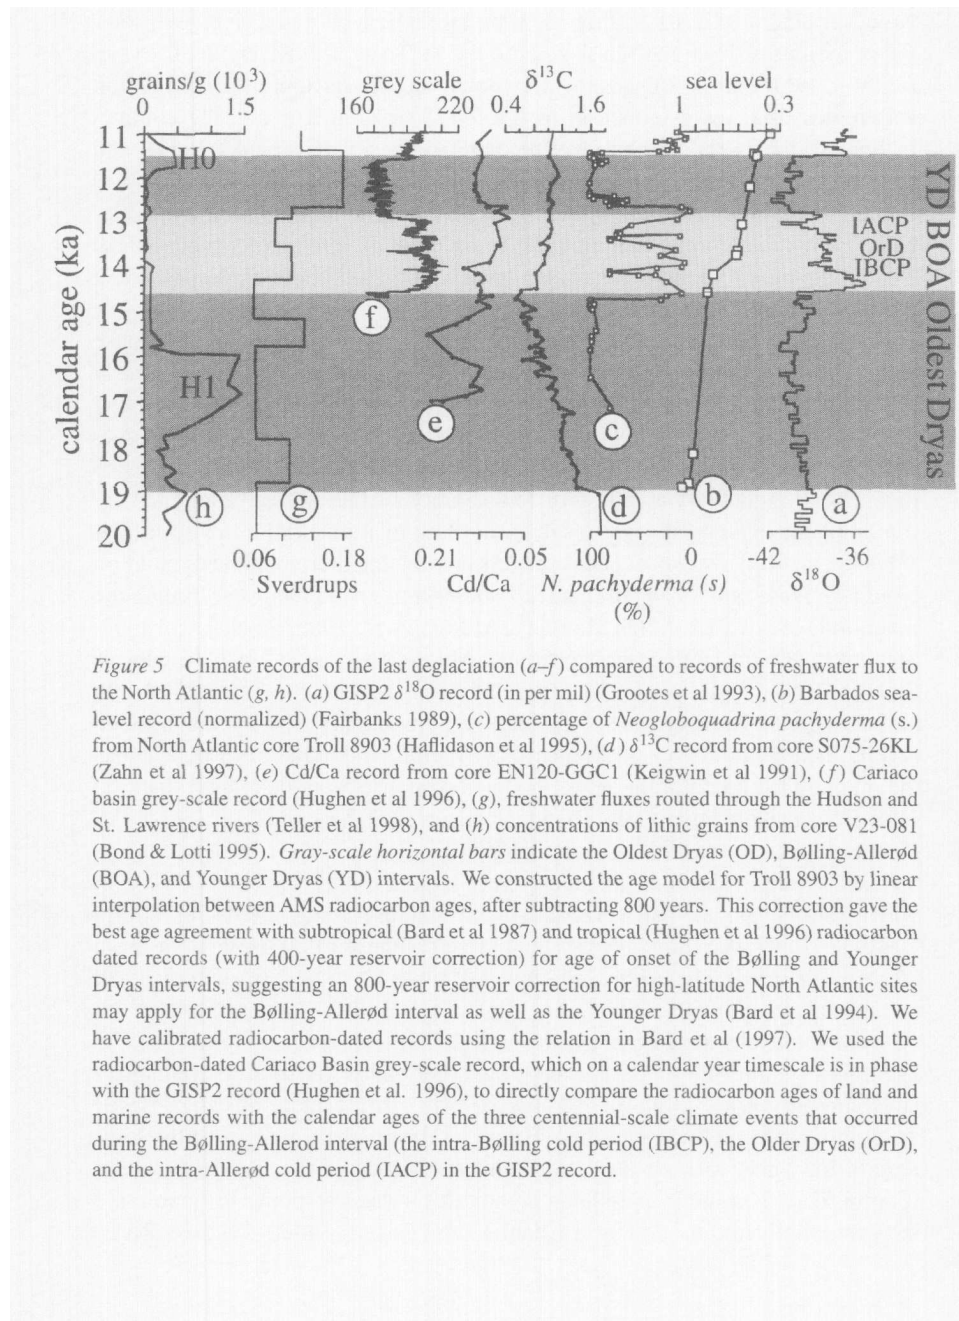 grains/g (10³) grey scale δ¹³C sea level
0 1.5 160 220 0.4 1.6 1 0.3
11
12
13
14
15
16
17
18
19
20
calendar age (ka)
H0
H1
IACP
OrD
IBCP
YD BOA Oldest Dryas
f
e
c
h g d b a
0.06 0.18 0.21 0.05 100 0 -42 -36
Sverdrups Cd/Ca N. pachyderma (s) δ¹⁸O
(%)
Figure 5 Climate records of the last deglaciation (a–f) compared to records of freshwater flux to
the North Atlantic (g, h). (a) GISP2 δ¹⁸O record (in per mil) (Grootes et al 1993), (b) Barbados sea-
level record (normalized) (Fairbanks 1989), (c) percentage of Neogloboquadrina pachyderma (s.)
from North Atlantic core Troll 8903 (Haflidason et al 1995), (d) δ¹³C record from core S075-26KL
(Zahn et al 1997), (e) Cd/Ca record from core EN120-GGC1 (Keigwin et al 1991), (f) Cariaco
basin grey-scale record (Hughen et al 1996), (g), freshwater fluxes routed through the Hudson and
St. Lawrence rivers (Teller et al 1998), and (h) concentrations of lithic grains from core V23-081
(Bond & Lotti 1995). Gray-scale horizontal bars indicate the Oldest Dryas (OD), Bølling-Allerød
(BOA), and Younger Dryas (YD) intervals. We constructed the age model for Troll 8903 by linear
interpolation between AMS radiocarbon ages, after subtracting 800 years. This correction gave the
best age agreement with subtropical (Bard et al 1987) and tropical (Hughen et al 1996) radiocarbon
dated records (with 400-year reservoir correction) for age of onset of the Bølling and Younger
Dryas intervals, suggesting an 800-year reservoir correction for high-latitude North Atlantic sites
may apply for the Bølling-Allerød interval as well as the Younger Dryas (Bard et al 1994). We
have calibrated radiocarbon-dated records using the relation in Bard et al (1997). We used the
radiocarbon-dated Cariaco Basin grey-scale record, which on a calendar year timescale is in phase
with the GISP2 record (Hughen et al. 1996), to directly compare the radiocarbon ages of land and
marine records with the calendar ages of the three centennial-scale climate events that occurred
during the Bølling-Allerod interval (the intra-Bølling cold period (IBCP), the Older Dryas (OrD),
and the intra-Allerød cold period (IACP) in the GISP2 record.